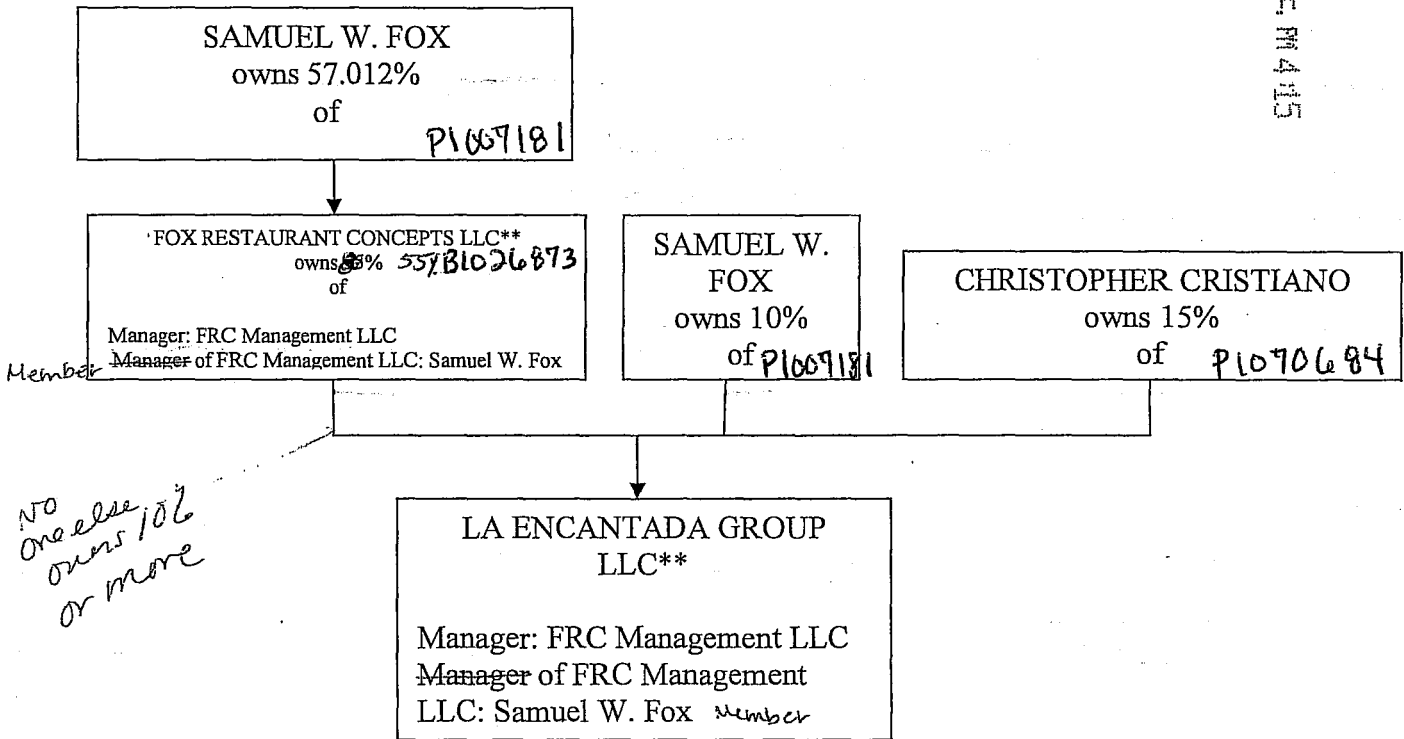 SAMUEL W. FOX
owns 57.012%
of
P1007181
FOX RESTAURANT CONCEPTS LLC**
owns % 55% B1026873
of
Manager: FRC Management LLC
Member Manager of FRC Management LLC: Samuel W. Fox
SAMUEL W.
FOX
owns 10%
of P1007181
CHRISTOPHER CRISTIANO
owns 15%
of P1070684
No
one else
owns 10%
or more
LA ENCANTADA GROUP
LLC**
Manager: FRC Management LLC
Manager of FRC Management
LLC: Samuel W. Fox Member
4:15